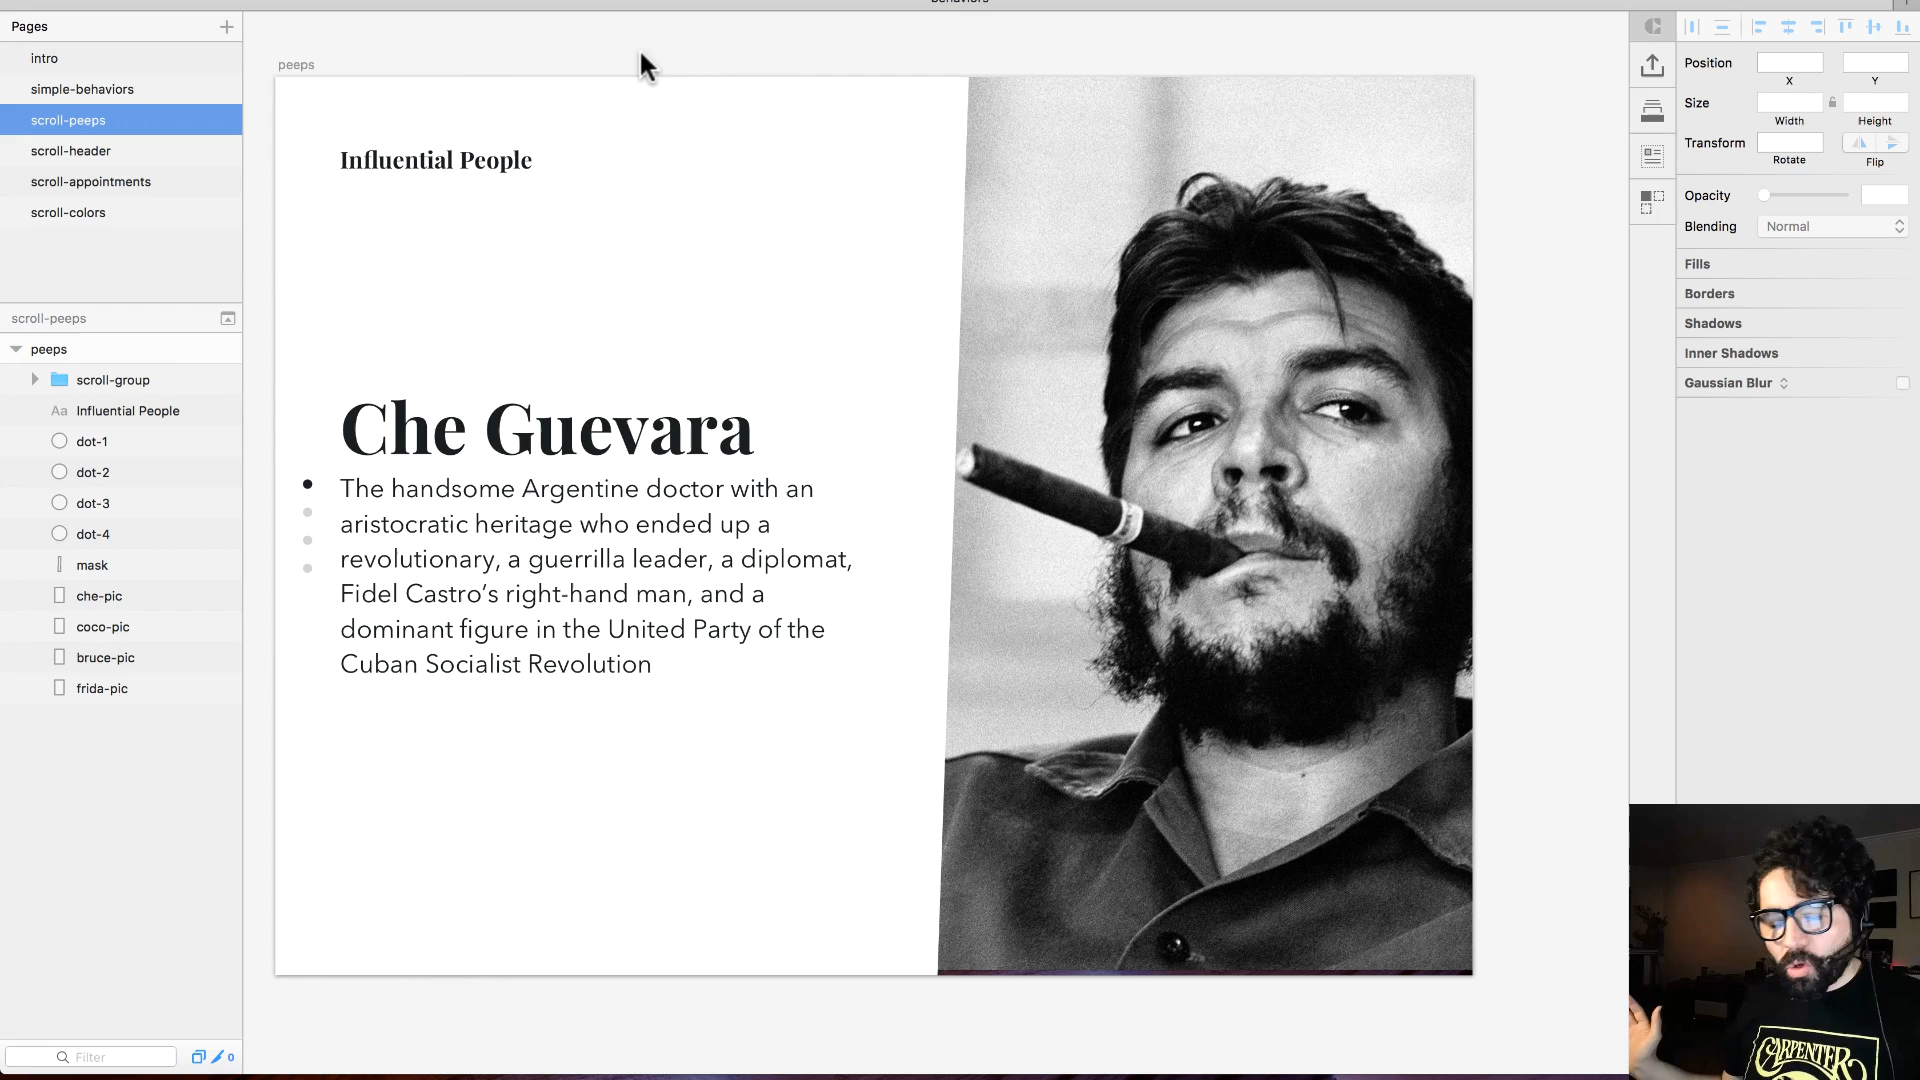 behaviors
Pages
intro
simple-behaviors
scroll-peeps
scroll-header
scroll-appointments
scroll-colors
scroll-peeps
peeps
scroll-group
Aa Influential People
dot-1
dot-2
dot-3
dot-4
mask
che-pic
coco-pic
bruce-pic
frida-pic
Filter
0
peeps
Influential People
Che Guevara
The handsome Argentine doctor with an
aristocratic heritage who ended up a
revolutionary, a guerrilla leader, a diplomat,
Fidel Castro’s right-hand man, and a
dominant figure in the United Party of the
Cuban Socialist Revolution
Position
X Y
Size
Width Height
Transform
Rotate Flip
Opacity
Blending Normal
Fills
Borders
Shadows
Inner Shadows
Gaussian Blur
CARPENTER